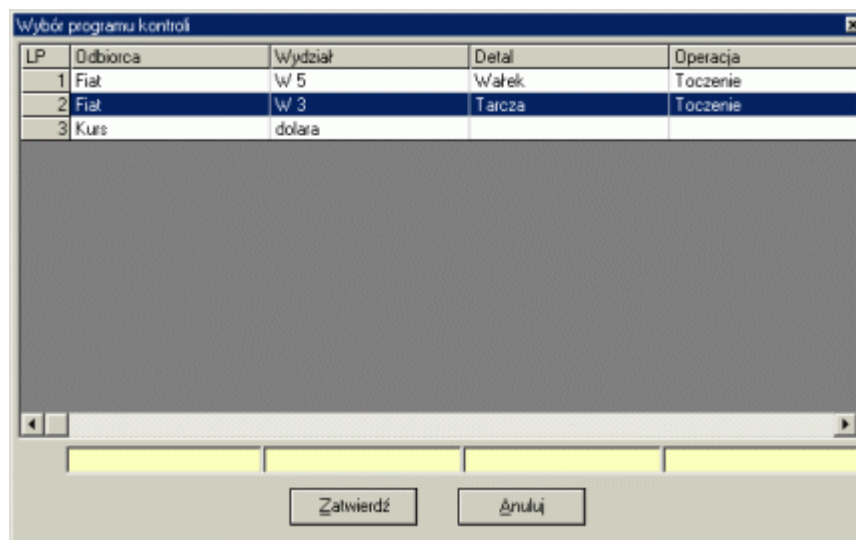 Wybór programu kontroli
LP Odbiorca Wydział Detal Operacja
1 Fiat W 5 Wałek Toczenie
2 Fiat W 3 Tarcza Toczenie
3 Kurs dolara
Zatwierdź Anuluj